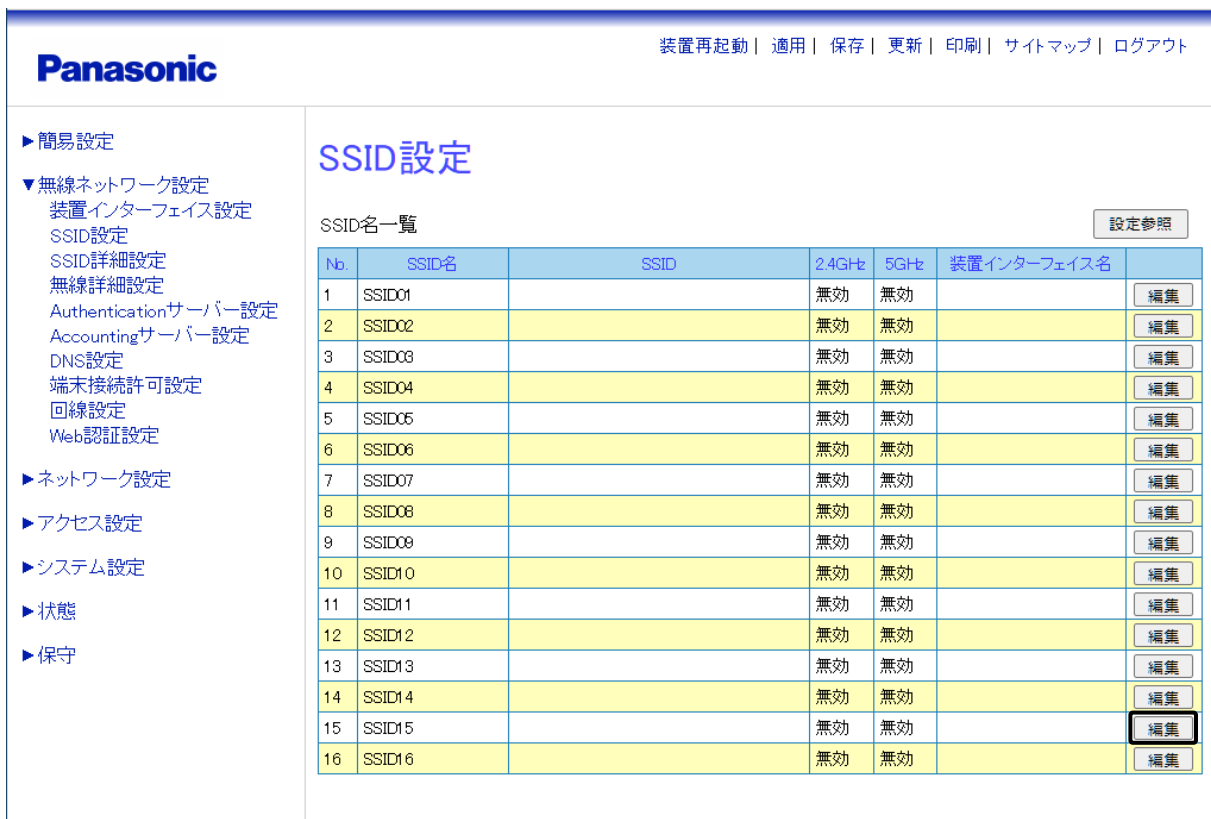 Panasonic
装置再起動| 適用| 保存| 更新| 印刷| サイトマップ| ログアウト
►簡易設定
▼無線ネットワーク設定
装置インターフェイス設定
SSID設定
SSID詳細設定
無線詳細設定
Authenticationサーバー設定
Accountingサーバー設定
DNS設定
端末接続許可設定
回線設定
Web認証設定
►ネットワーク設定
►アクセス設定
►システム設定
►状態
►保守
SSID設定
SSID名一覧 設定参照
No. SSID名 SSID 2.4GHz 5GHz 装置インターフェイス名
1 SSID01 無効 無効 編集
2 SSID02 無効 無効 編集
3 SSID03 無効 無効 編集
4 SSID04 無効 無効 編集
5 SSID05 無効 無効 編集
6 SSID06 無効 無効 編集
7 SSID07 無効 無効 編集
8 SSID08 無効 無効 編集
9 SSID09 無効 無効 編集
10 SSID10 無効 無効 編集
11 SSID11 無効 無効 編集
12 SSID12 無効 無効 編集
13 SSID13 無効 無効 編集
14 SSID14 無効 無効 編集
15 SSID15 無効 無効 編集
16 SSID16 無効 無効 編集